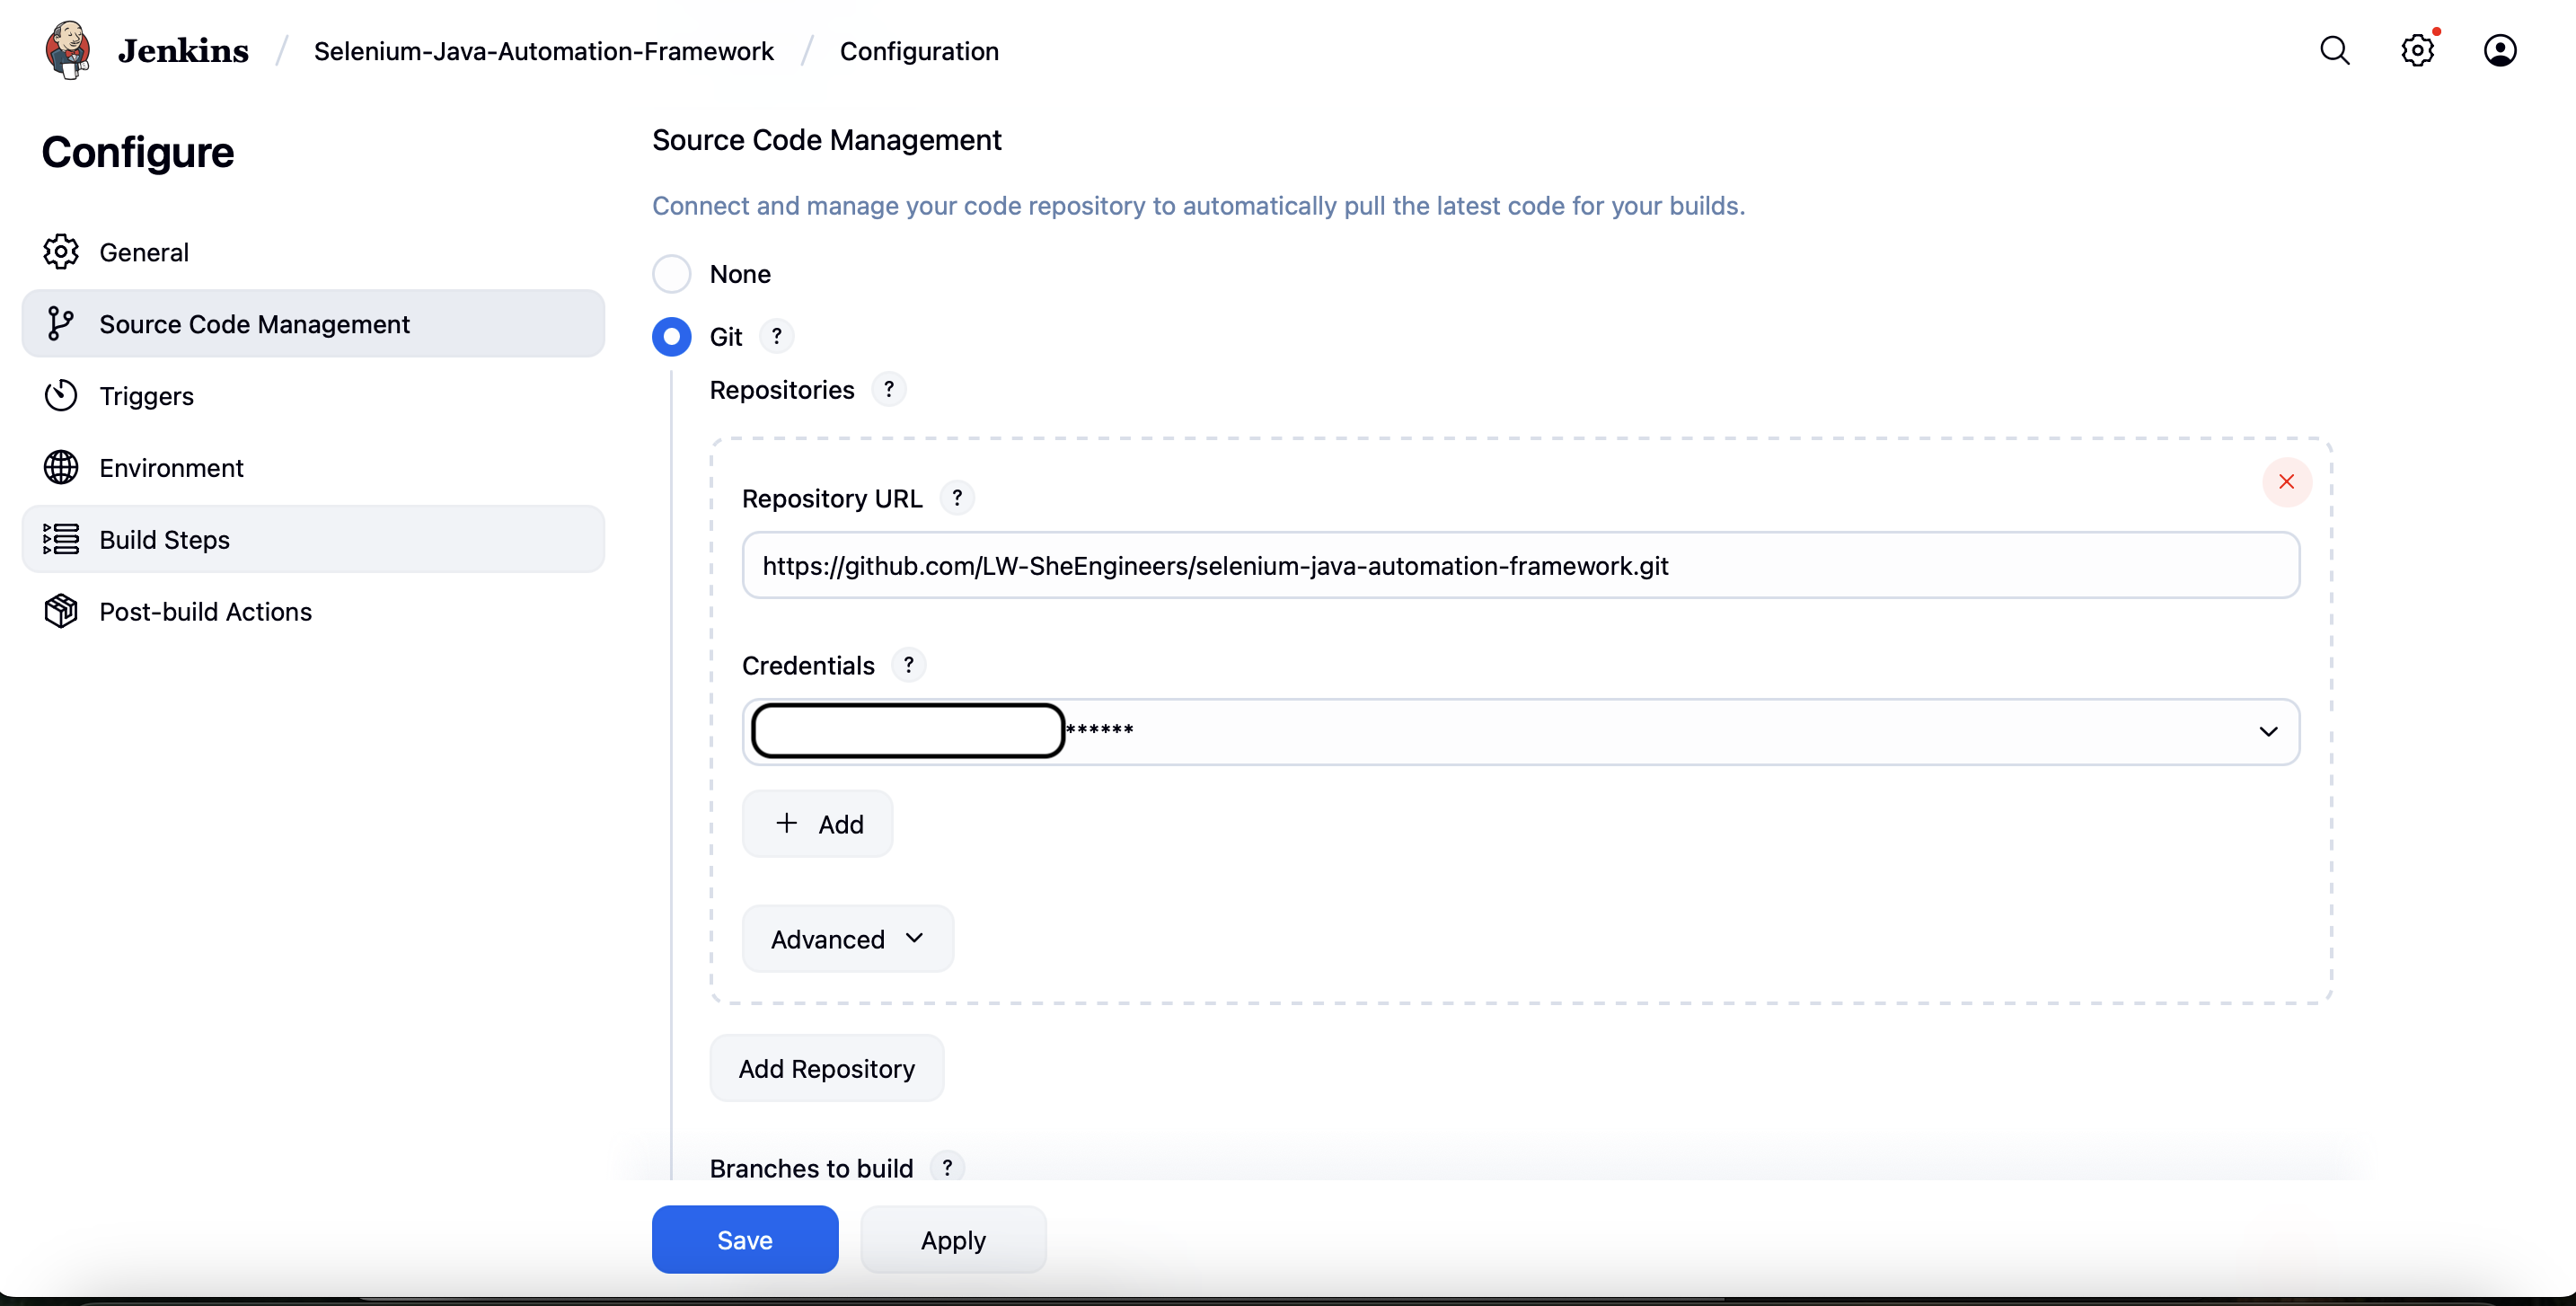 Jenkins / Selenium-Java-Automation-Framework / Configuration
Configure
General
Source Code Management
Triggers
Environment
Build Steps
Post-build Actions
Source Code Management
Connect and manage your code repository to automatically pull the latest code for your builds.
None
Git ?
Repositories ?
Repository URL ?
https://github.com/LW-SheEngineers/selenium-java-automation-framework.git
Credentials ?
******
+ Add
Advanced
Add Repository
Branches to build ?
Save
Apply